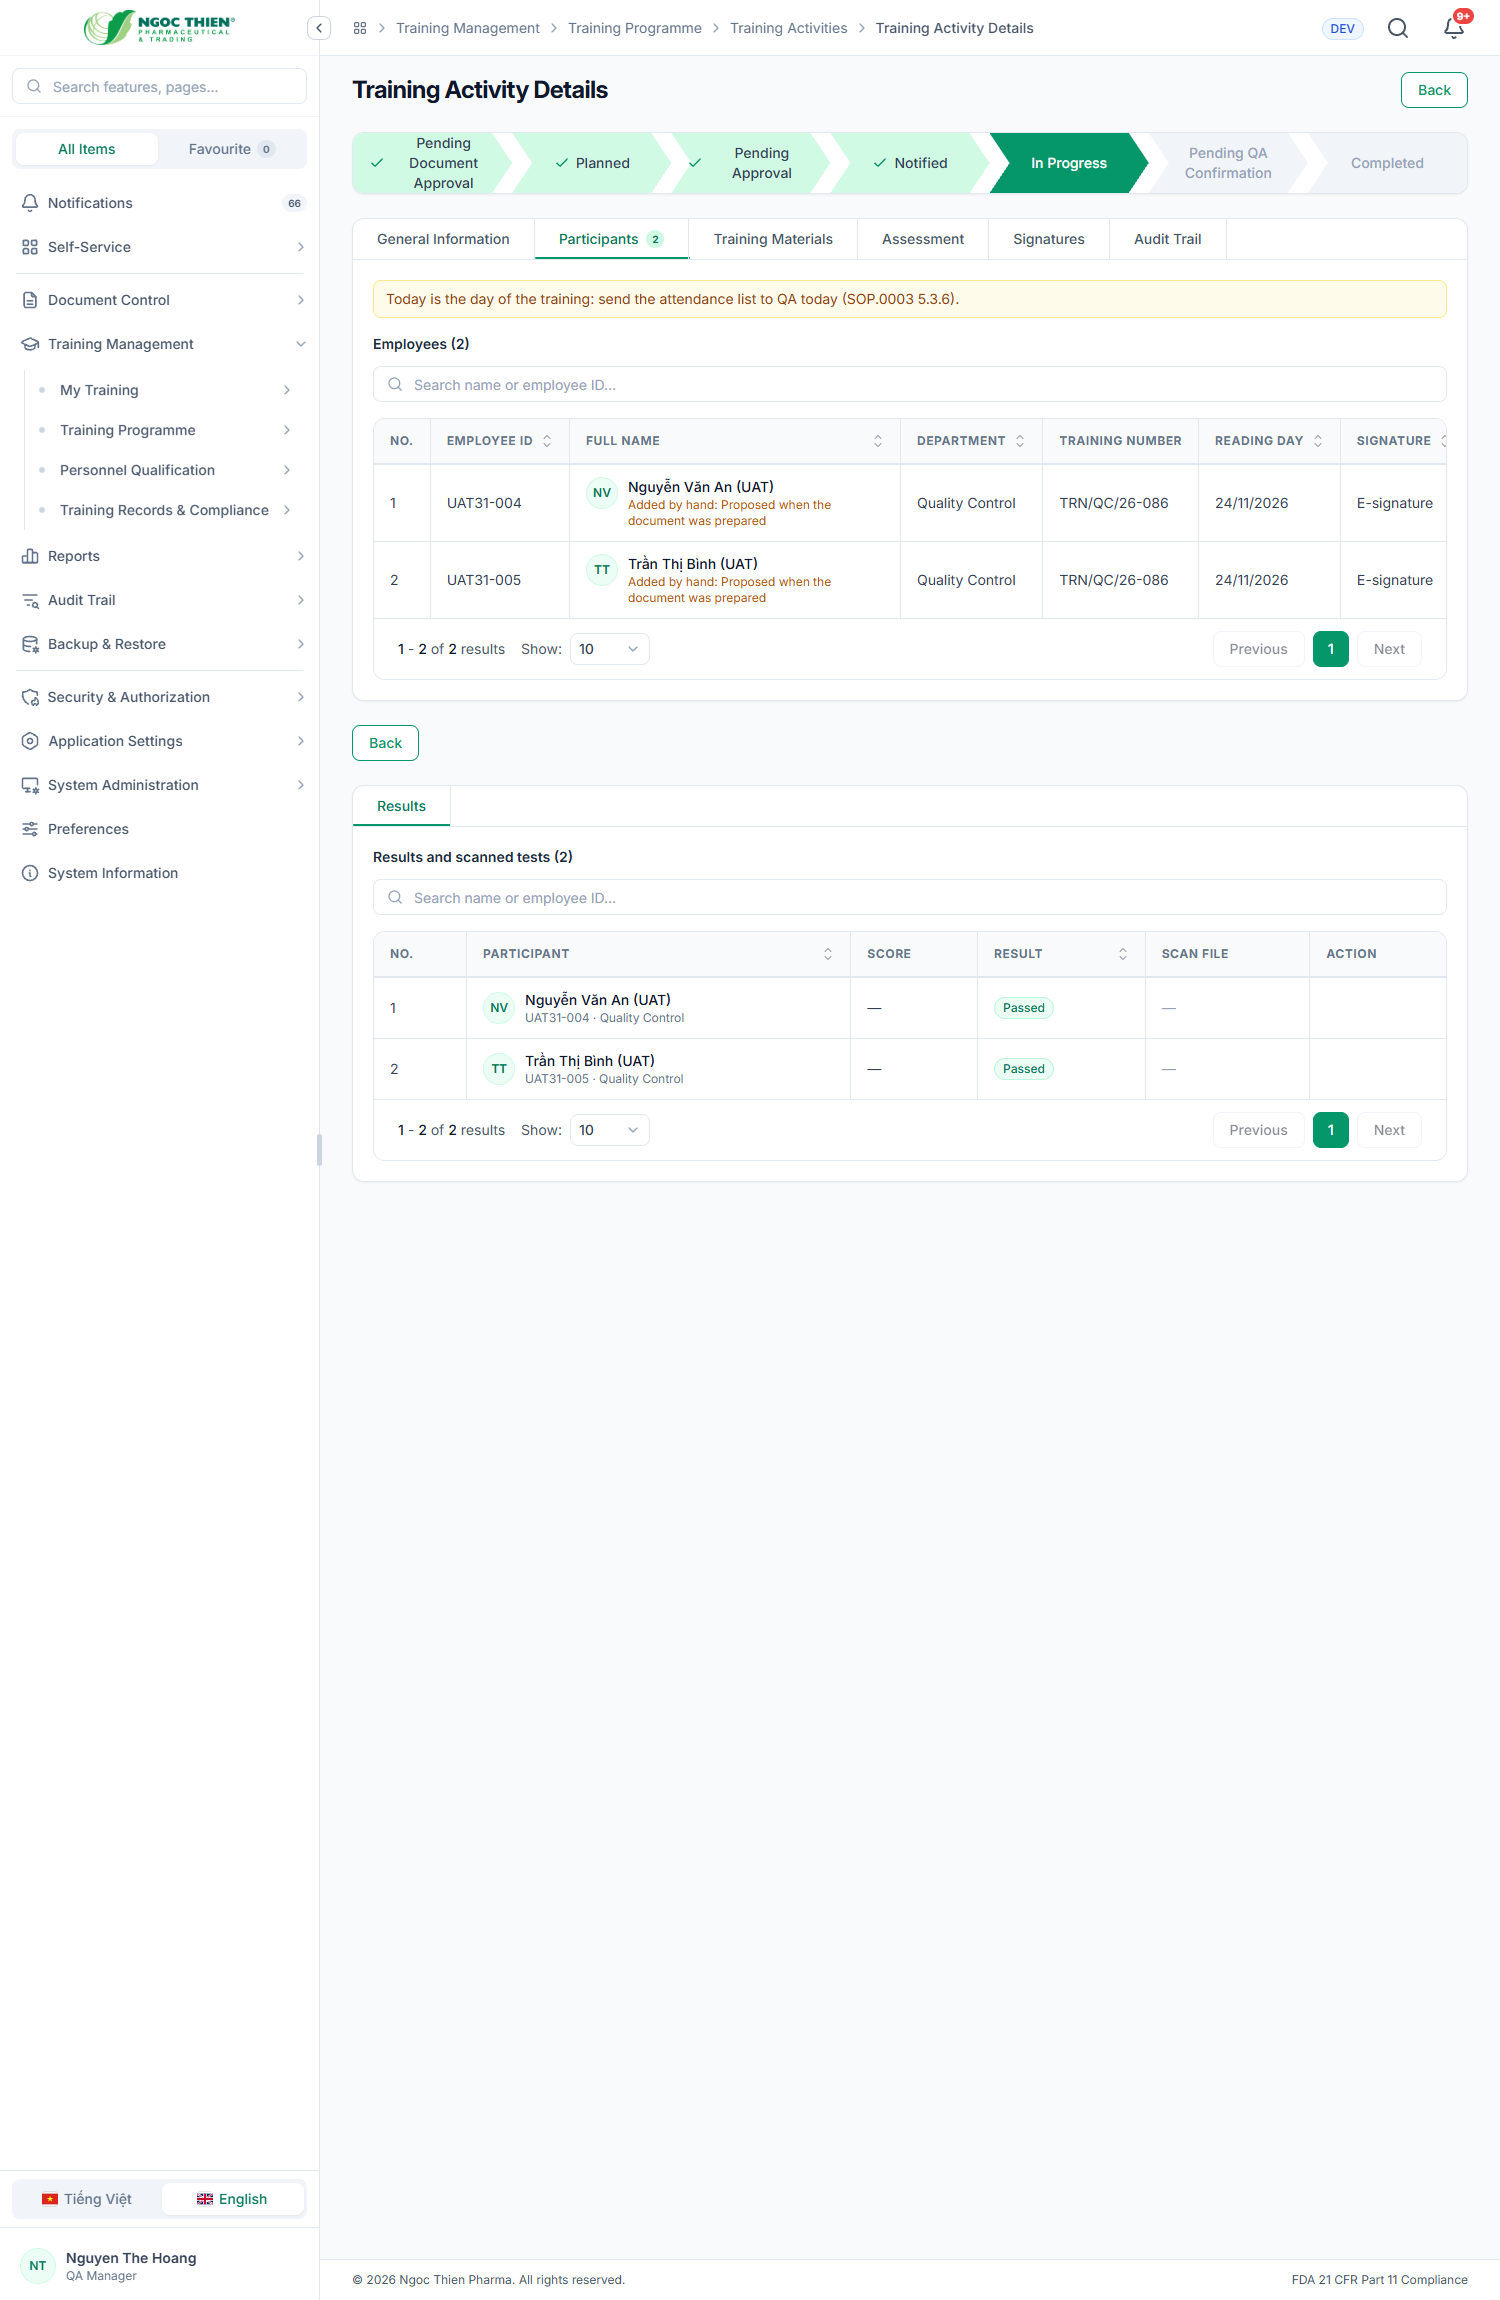 NGOC THIEN®
PHARMACEUTICAL
& TRADING
Training Management
Training Programme
Training Activities
Training Activity Details
DEV
9+
Search features, pages...
All Items
Favourite 0
Notifications 66
Self-Service
Document Control
Training Management
My Training
Training Programme
Personnel Qualification
Training Records & Compliance
Reports
Audit Trail
Backup & Restore
Security & Authorization
Application Settings
System Administration
Preferences
System Information
Tiếng Việt
English
NT
Nguyen The Hoang
QA Manager
Training Activity Details
Back
Pending
Document
Approval
Planned
Pending
Approval
Notified
In Progress
Pending QA
Confirmation
Completed
General Information
Participants 2
Training Materials
Assessment
Signatures
Audit Trail
Today is the day of the training: send the attendance list to QA today (SOP.0003 5.3.6).
Employees (2)
Search name or employee ID...
NO. EMPLOYEE ID FULL NAME DEPARTMENT TRAINING NUMBER READING DAY SIGNATURE
1 UAT31-004 NV Nguyễn Văn An (UAT) Quality Control TRN/QC/26-086 24/11/2026 E-signature
Added by hand: Proposed when the
document was prepared
2 UAT31-005 TT Trần Thị Bình (UAT) Quality Control TRN/QC/26-086 24/11/2026 E-signature
Added by hand: Proposed when the
document was prepared
1 - 2 of 2 results Show: 10 Previous 1 Next
Back
Results
Results and scanned tests (2)
Search name or employee ID...
NO. PARTICIPANT SCORE RESULT SCAN FILE ACTION
1 NV Nguyễn Văn An (UAT) — Passed —
UAT31-004 · Quality Control
2 TT Trần Thị Bình (UAT) — Passed —
UAT31-005 · Quality Control
1 - 2 of 2 results Show: 10 Previous 1 Next
© 2026 Ngoc Thien Pharma. All rights reserved.
FDA 21 CFR Part 11 Compliance